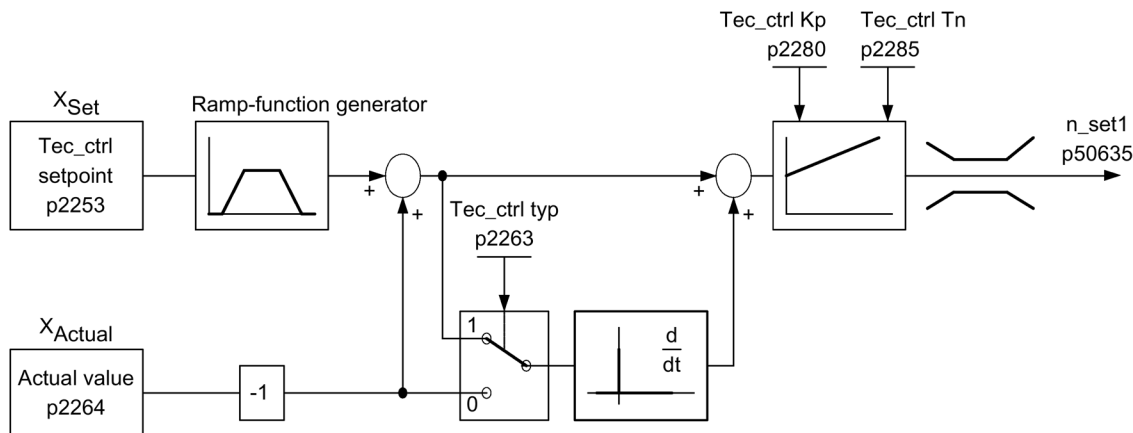 Tec_ctrl Kp
p2280
Tec_ctrl Tn
p2285
XSet
Ramp-function generator
Tec_ctrl
setpoint
p2253
n_set1
p50635
+
+
+
+
Tec_ctrl typ
p2263
XActual
1
0
d
dt
Actual value
p2264
-1